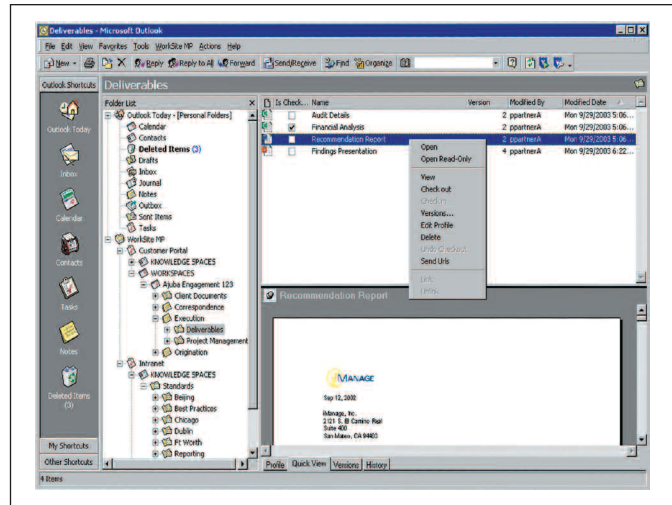 Deliverables - Microsoft Outlook
File Edit View Favorites Tools WorkSite MP Actions Help
New Reply Reply to All Forward Send/Receive Find Organize
Outlook Shortcuts
Deliverables
Outlook Today
Inbox
Calendar
Contacts
Tasks
Notes
Deleted Items
(3)
My Shortcuts
Other Shortcuts
Folder List
Outlook Today - [Personal Folders]
Calendar
Contacts
Deleted Items (3)
Drafts
Inbox
Journal
Notes
Outbox
Sent Items
Tasks
WorkSite MP
Customer Portal
KNOWLEDGE SPACES
WORKSPACES
Ajuba Engagement 123
Client Documents
Correspondence
Execution
Deliverables
Project Management
Origination
Intranet
KNOWLEDGE SPACES
Standards
Beijing
Best Practices
Chicago
Dublin
Ft Worth
Reporting
Is Check... Name Version Modified By Modified Date
Audit Details 2 ppartnerA Mon 9/29/2003 5:06...
Financial Analysis 2 ppartnerA Mon 9/29/2003 5:06...
Recommendation Report 2 ppartnerA Mon 9/29/2003 5:06...
Findings Presentation 4 ppartnerA Mon 9/29/2003 6:22...
Open
Open Read-Only
View
Check out
Check in
Versions...
Edit Profile
Delete
Undo Checkout
Send Urls
Link
Unlink
Recommendation Report
iMANAGE
Sep 12, 2002
iManage, Inc.
2121 S. El Camino Real
Suite 400
San Mateo, CA 94403
Profile Quick View Versions History
4 Items